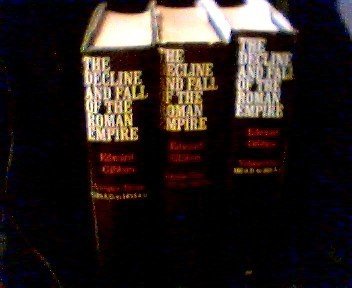 THE
DECLINE
AND FALL
OF THE
ROMAN
EMPIRE
Edward
Gibbon
THE
DECLINE
AND FALL
OF THE
ROMAN
EMPIRE
Edward
Gibbon
THE
DECLINE
AND FALL
OF THE
ROMAN
EMPIRE
Edward
Gibbon